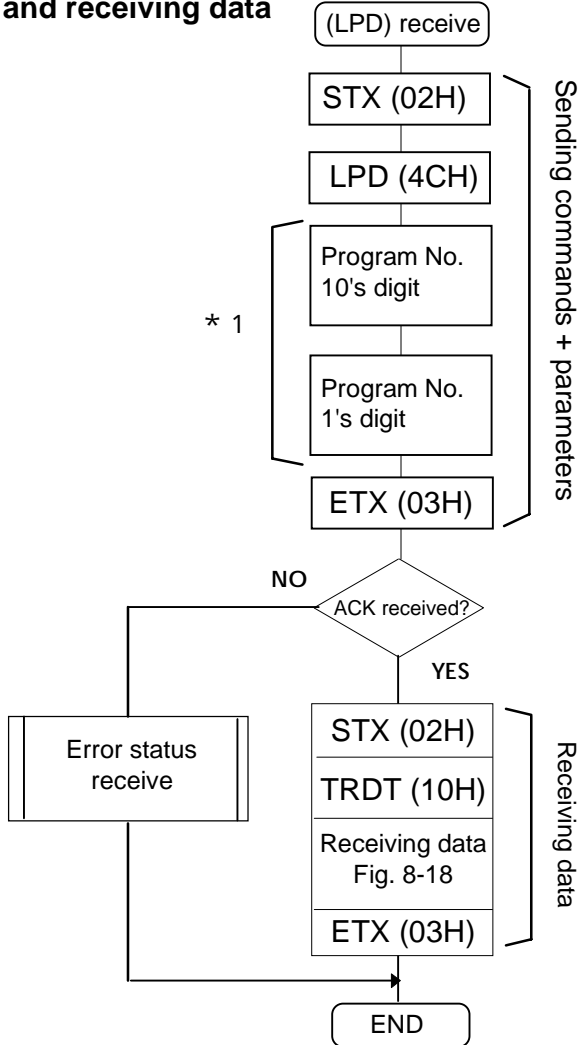 and receiving data
(LPD) receive
STX (02H)
LPD (4CH)
Program No.
10's digit
* 1
Program No.
1's digit
ETX (03H)
Sending commands + parameters
NO
ACK received?
YES
Error status
receive
STX (02H)
TRDT (10H)
Receiving data
Fig. 8-18
ETX (03H)
Receiving data
END